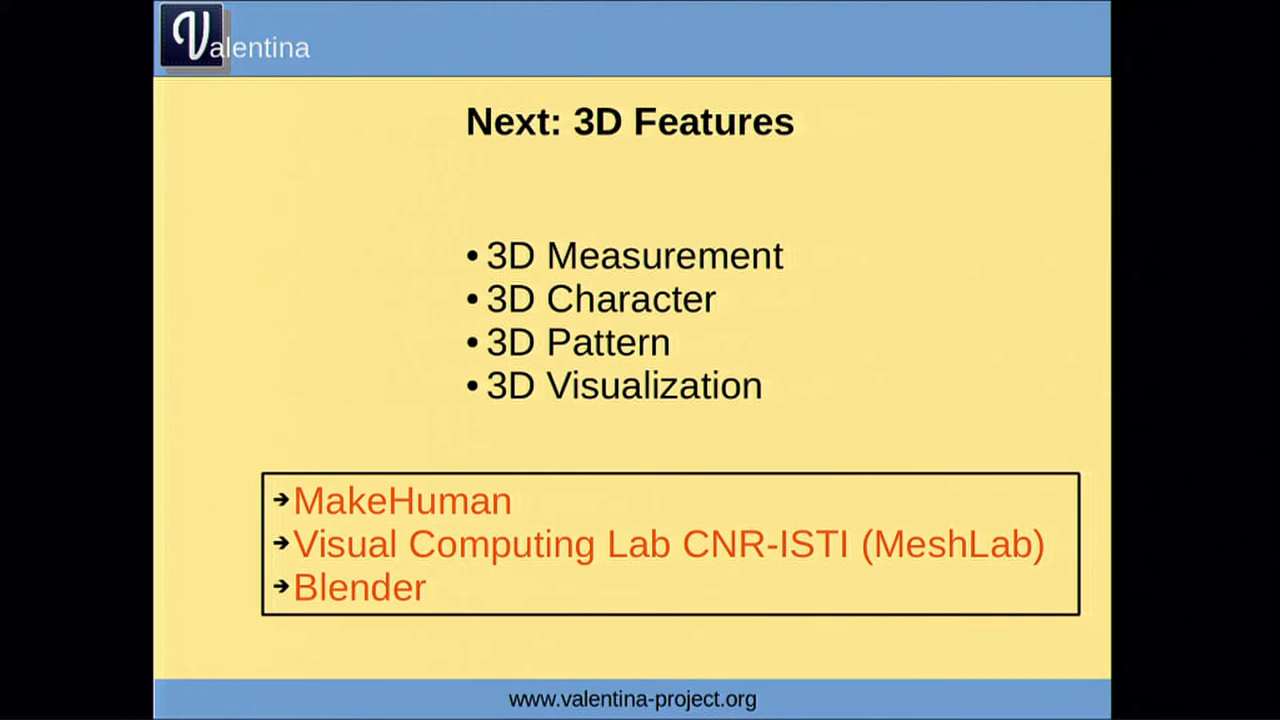 Valentina
Next: 3D Features
• 3D Measurement
• 3D Character
• 3D Pattern
• 3D Visualization
➔MakeHuman
➔Visual Computing Lab CNR-ISTI (MeshLab)
➔Blender
www.valentina-project.org